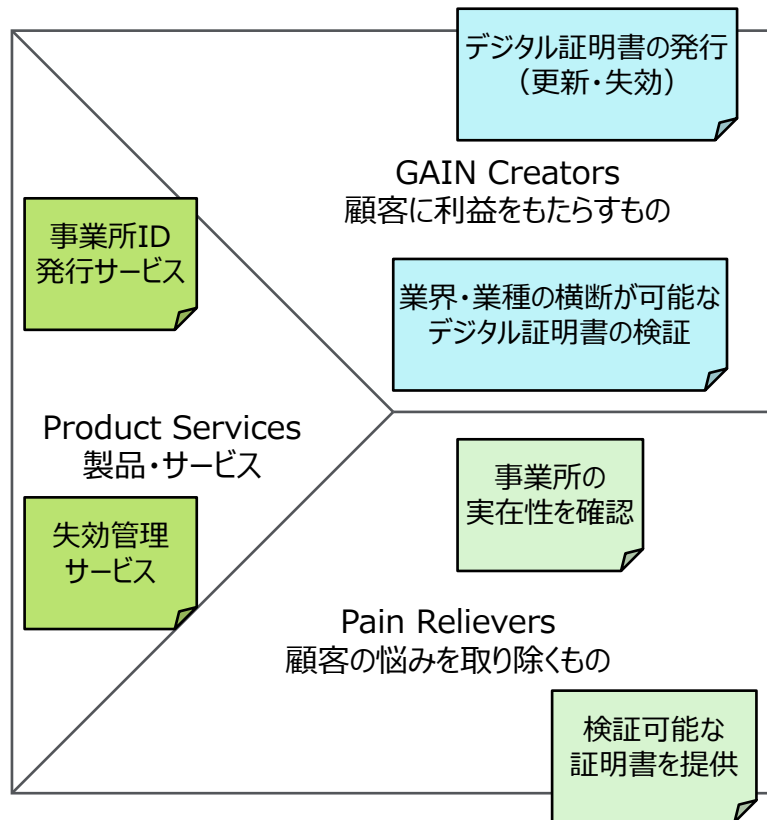 デジタル証明書の発行
（更新・失効）
GAIN Creators
顧客に利益をもたらすもの
事業所ID
発行サービス
業界・業種の横断が可能な
デジタル証明書の検証
Product Services
製品・サービス
事業所の
実在性を確認
失効管理
サービス
Pain Relievers
顧客の悩みを取り除くもの
検証可能な
証明書を提供